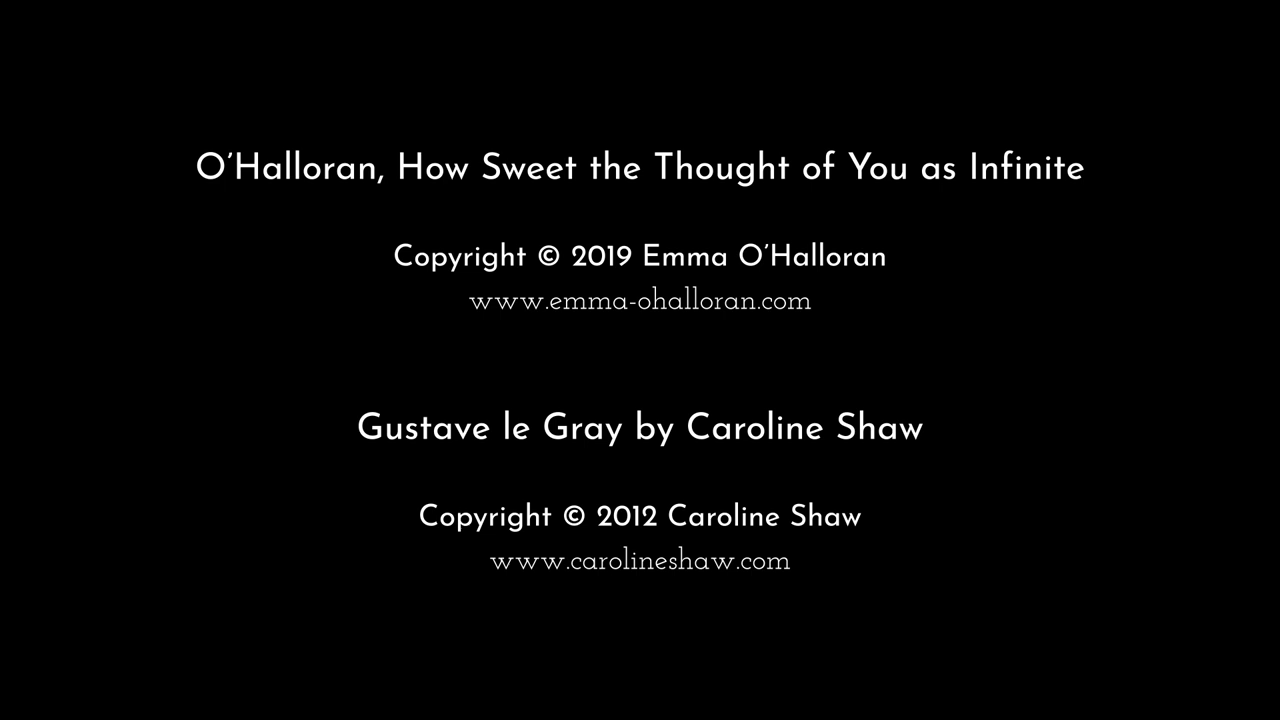 O’Halloran, How Sweet the Thought of You as Infinite
Copyright © 2019 Emma O’Halloran
www.emma-ohalloran.com
Gustave le Gray by Caroline Shaw
Copyright © 2012 Caroline Shaw
www.carolineshaw.com